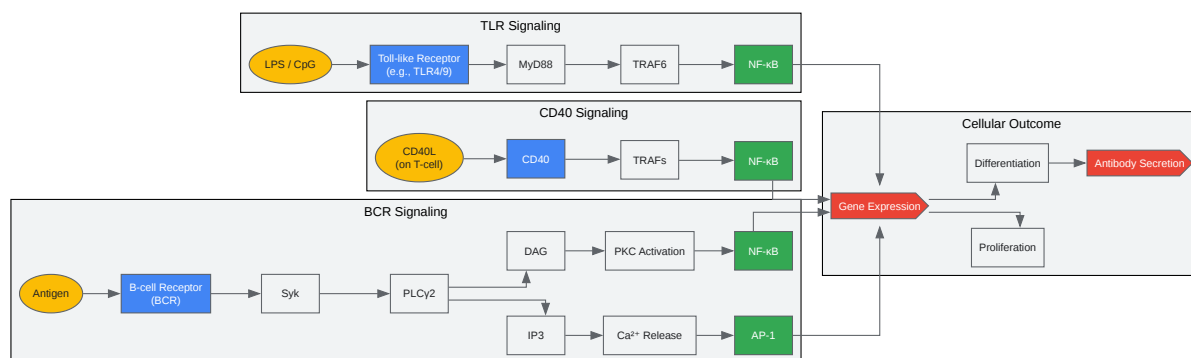 TLR Signaling
LPS / CpG
Toll-like Receptor
(e.g., TLR4/9)
MyD88
TRAF6
NF-κB
CD40 Signaling
CD40L
(on T-cell)
CD40
TRAFs
NF-κB
BCR Signaling
Antigen
B-cell Receptor
(BCR)
Syk
PLCγ2
DAG
PKC Activation
NF-κB
IP3
Ca²⁺ Release
AP-1
Cellular Outcome
Gene Expression
Differentiation
Antibody Secretion
Proliferation